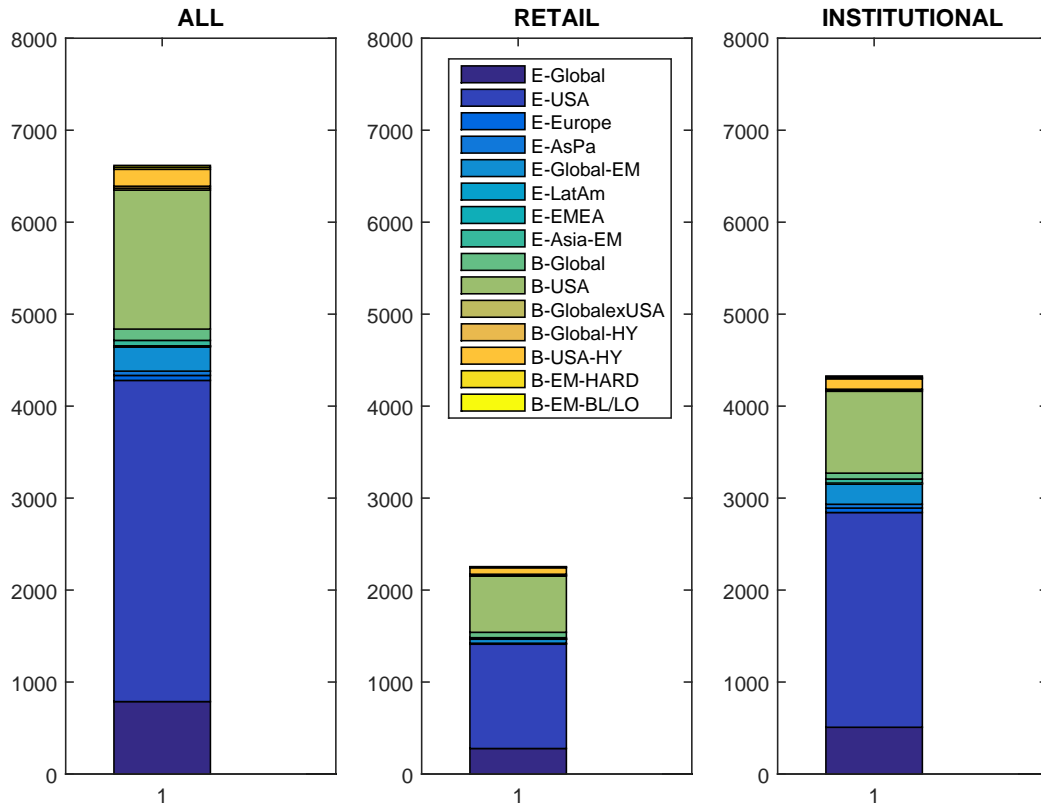 ALL
8000
7000
6000
5000
4000
3000
2000
1000
0
1
RETAIL
8000
7000
6000
5000
4000
3000
2000
1000
0
1
E-Global
E-USA
E-Europe
E-AsPa
E-Global-EM
E-LatAm
E-EMEA
E-Asia-EM
B-Global
B-USA
B-GlobalexUSA
B-Global-HY
B-USA-HY
B-EM-HARD
B-EM-BL/LO
INSTITUTIONAL
8000
7000
6000
5000
4000
3000
2000
1000
0
1